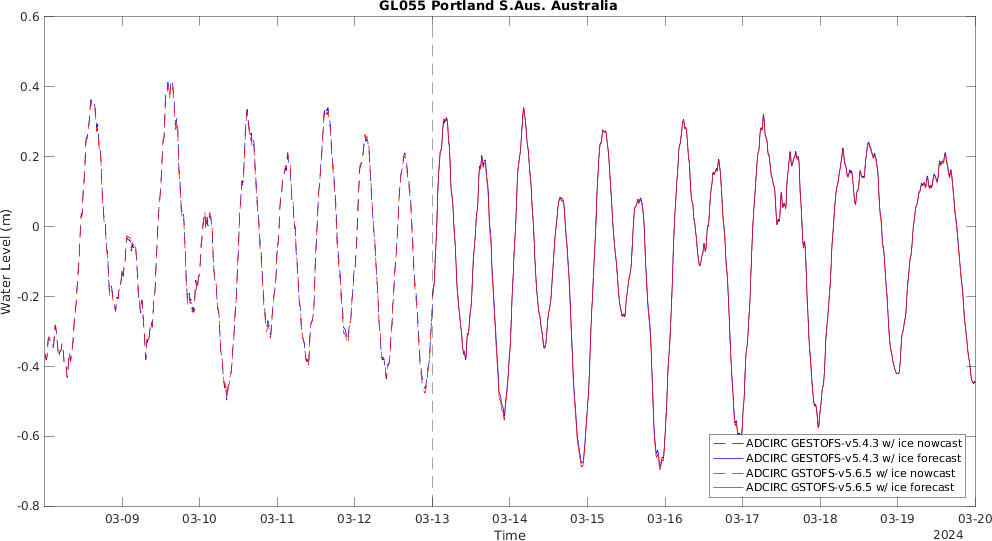 GL055 Portland S.Aus. Australia
0.6
0.4
0.2
0
-0.2
-0.4
-0.6
-0.8
Water Level (m)
ADCIRC GESTOFS-v5.4.3 w/ ice nowcast
ADCIRC GESTOFS-v5.4.3 w/ ice forecast
ADCIRC GSTOFS-v5.6.5 w/ ice nowcast
ADCIRC GSTOFS-v5.6.5 w/ ice forecast
03-09 03-10 03-11 03-12 03-13 03-14 03-15 03-16 03-17 03-18 03-19 03-20
Time
2024